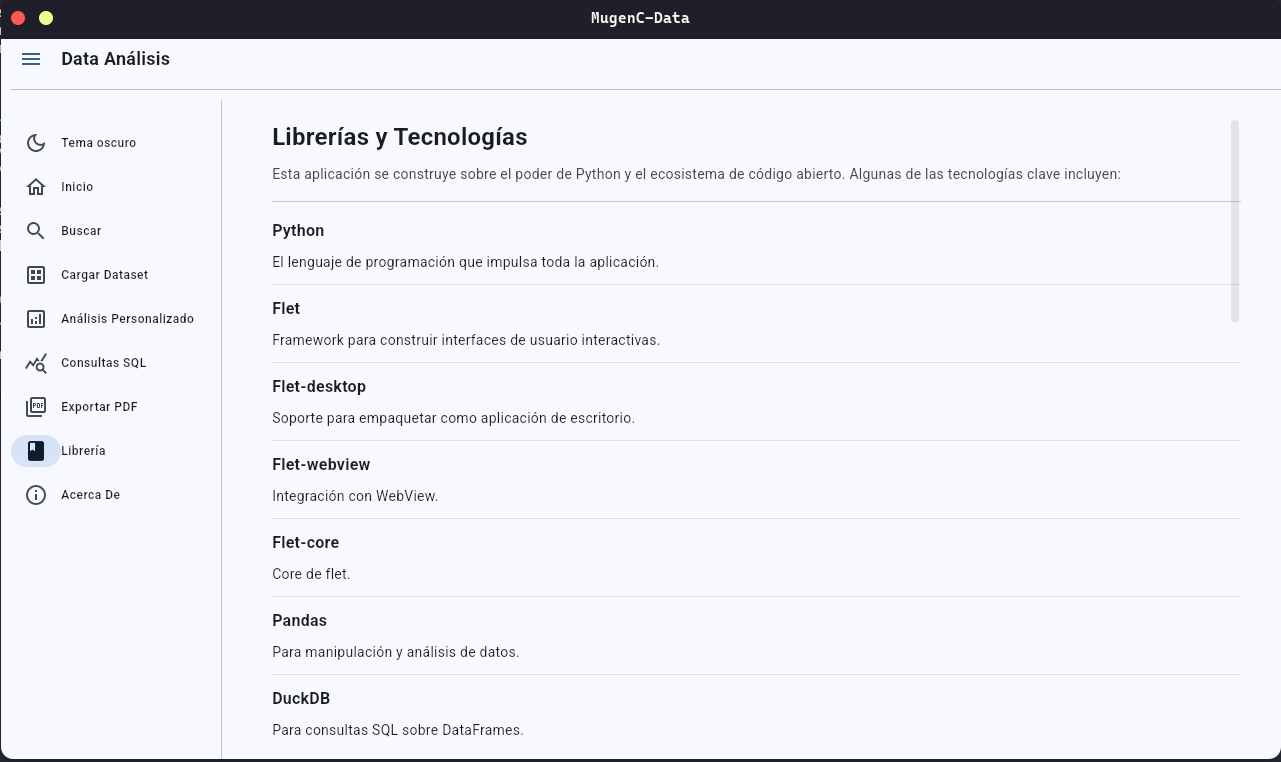 MugenC-Data
Data Análisis
Tema oscuro
Inicio
Buscar
Cargar Dataset
Análisis Personalizado
Consultas SQL
PDF
Exportar PDF
Librería
Acerca De
Librerías y Tecnologías
Esta aplicación se construye sobre el poder de Python y el ecosistema de código abierto. Algunas de las tecnologías clave incluyen:
Python
El lenguaje de programación que impulsa toda la aplicación.
Flet
Framework para construir interfaces de usuario interactivas.
Flet-desktop
Soporte para empaquetar como aplicación de escritorio.
Flet-webview
Integración con WebView.
Flet-core
Core de flet.
Pandas
Para manipulación y análisis de datos.
DuckDB
Para consultas SQL sobre DataFrames.